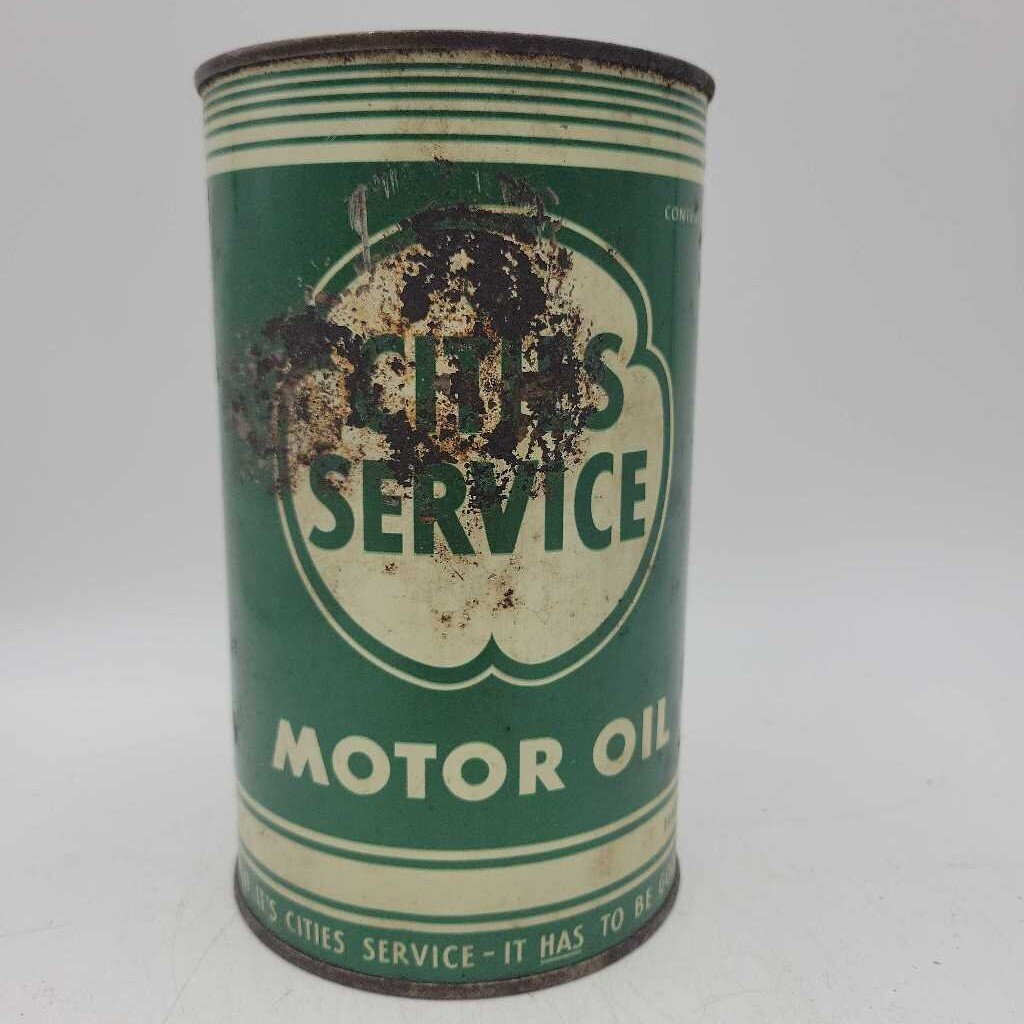 CITIES
SERVICE
MOTOR OIL
IT'S CITIES SERVICE - IT HAS TO BE